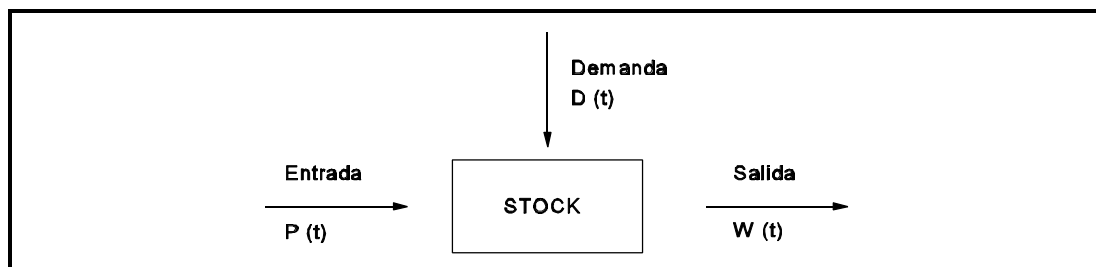 Demanda
D (t)
Entrada
P (t)
STOCK
Salida
W (t)